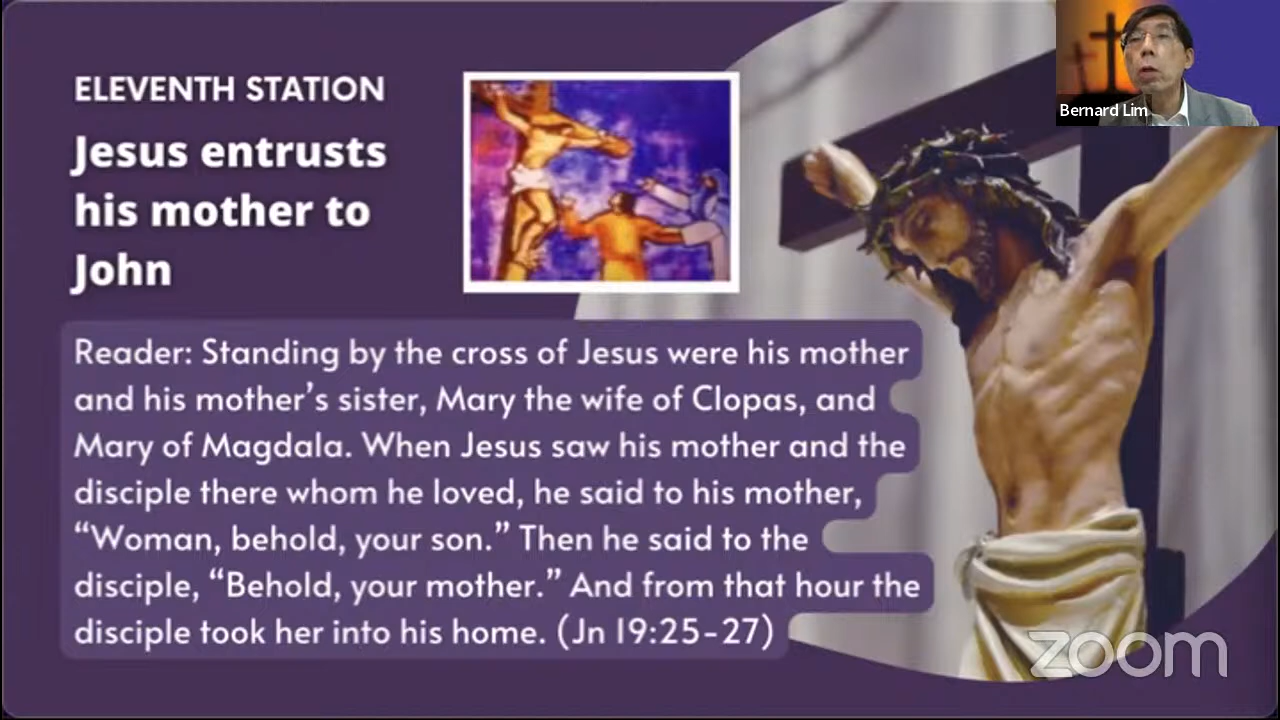 ELEVENTH STATION
Jesus entrusts
his mother to
John
Bernard Lim
Reader: Standing by the cross of Jesus were his mother
and his mother’s sister, Mary the wife of Clopas, and
Mary of Magdala. When Jesus saw his mother and the
disciple there whom he loved, he said to his mother,
“Woman, behold, your son.” Then he said to the
disciple, “Behold, your mother.” And from that hour the
disciple took her into his home. (Jn 19:25-27)
zoom